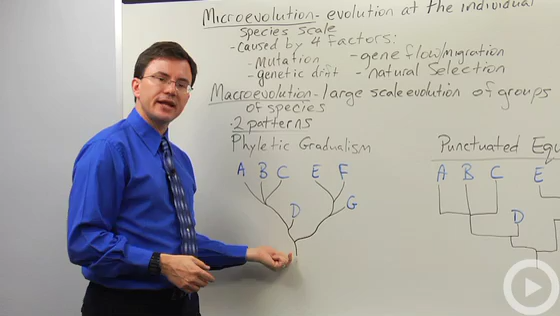 Microevolution - evolution at the individual
species scale
- caused by 4 factors:
- Mutation - gene flow/migration
- genetic drift - natural Selection
Macroevolution - large scale evolution of groups
of species
· 2 patterns
Phyletic Gradualism Punctuated Equ
A B C E F A B C E
D G D